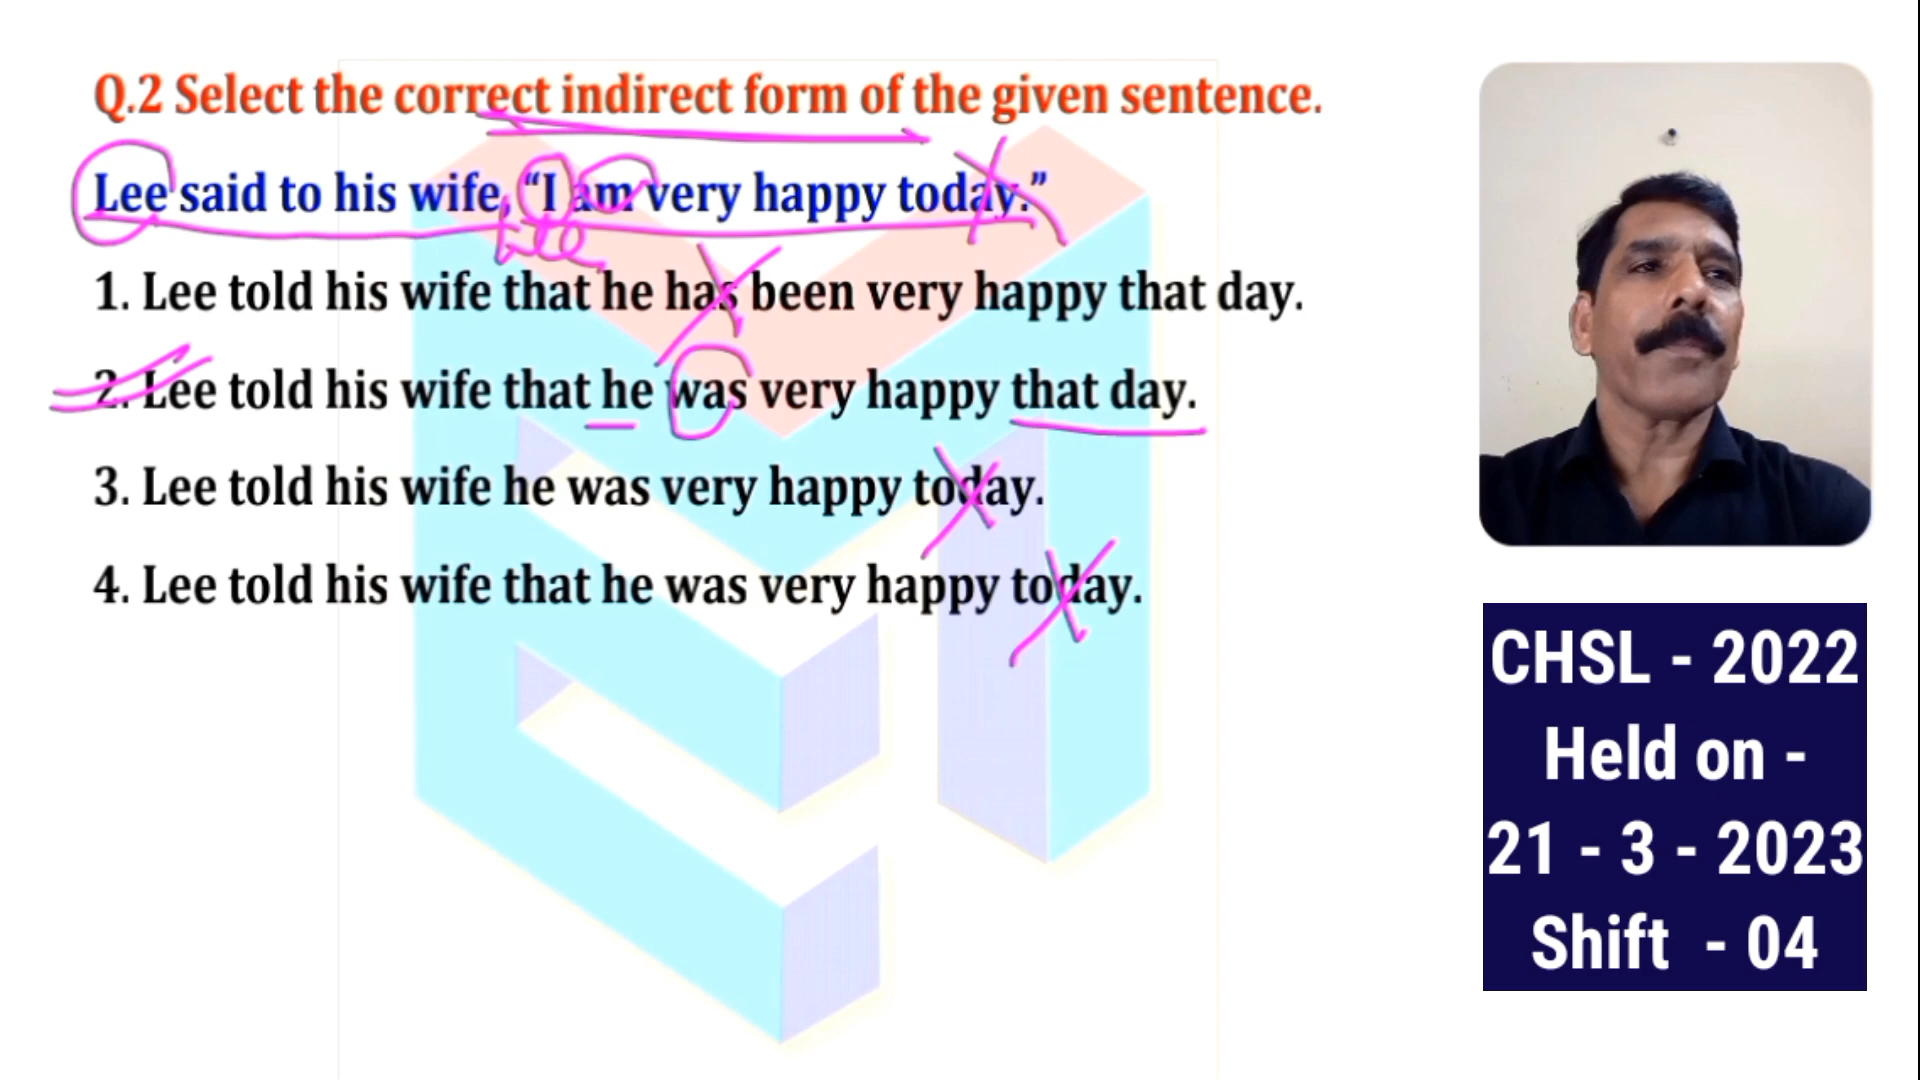 Q.2 Select the correct indirect form of the given sentence.
Lee said to his wife, “I am very happy today.”
Lee
1. Lee told his wife that he has been very happy that day.
2. Lee told his wife that he was very happy that day.
3. Lee told his wife he was very happy today.
4. Lee told his wife that he was very happy today.
CHSL - 2022
Held on -
21 - 3 - 2023
Shift - 04